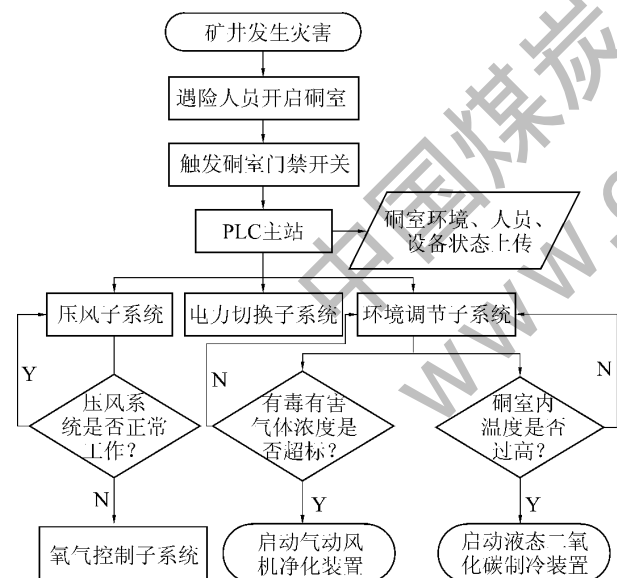 矿井发生灾害
遇险人员开启硐室
触发硐室门禁开关
PLC主站
硐室环境、人员、
设备状态上传
压风子系统
电力切换子系统
环境调节子系统
Y
N
N
压风系
统是否正常
工作?
有毒有害
气体浓度是
否超标?
硐室内
温度是否
过高?
N
Y
Y
氧气控制子系统
启动气动风
机净化装置
启动液态二氧
化碳制冷装置
中国煤炭
www.